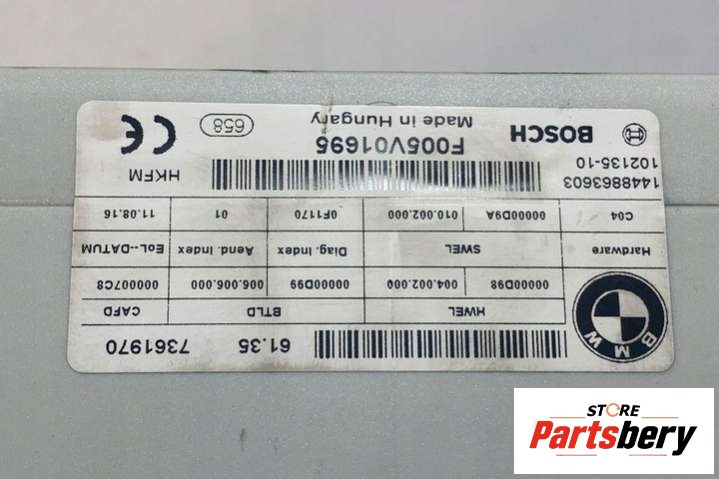 BMW
61.35 7361970
HWEL BTLD CAFD
00000D98 004.002.000 00000D99 006.006.000 000007C8
Hardware SWEL Diag. Index Aend. Index EoL--DATUM
C04 00000D9A 010.002.000 0F1170 01 11.08.16
1448863603 HKFM
102135-10
F005V01695
BOSCH Made in Hungary 658 CE
STORE
Partsbery